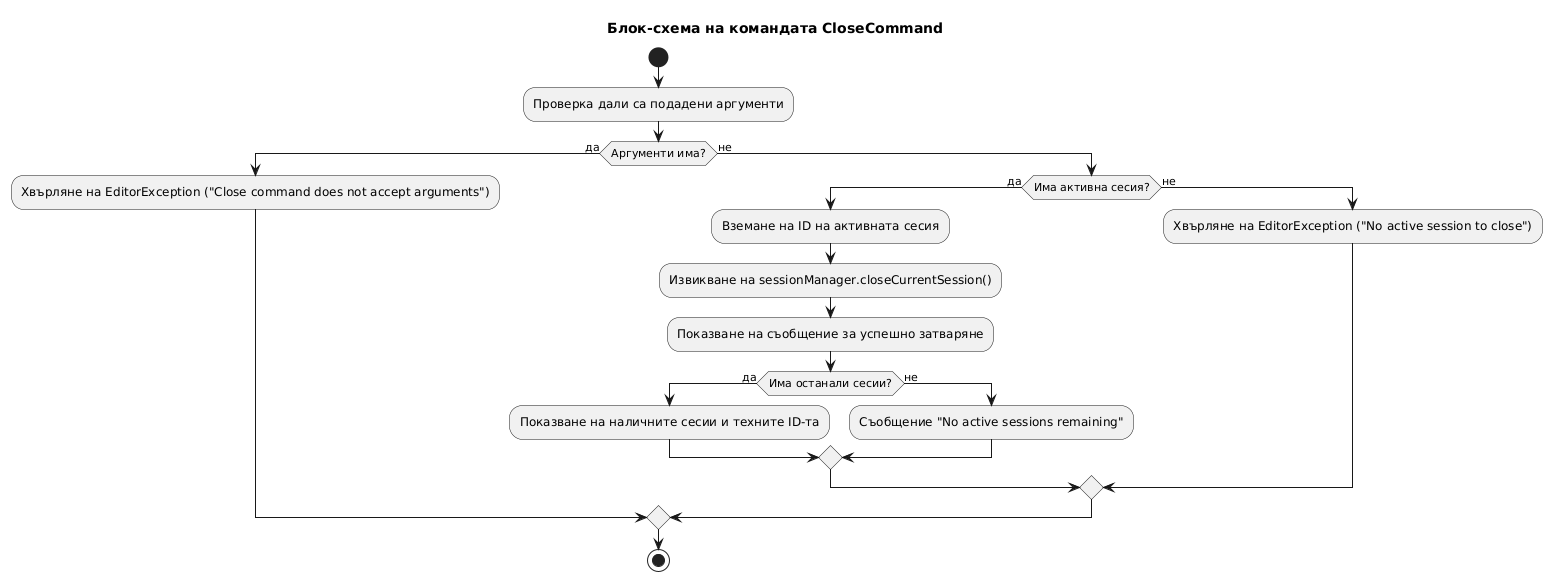 Блок-схема на командата CloseCommand
Проверка дали са подадени аргументи
да
Аргументи има?
не
Хвърляне на EditorException ("Close command does not accept arguments")
да
Има активна сесия?
не
Вземане на ID на активната сесия
Хвърляне на EditorException ("No active session to close")
Извикване на sessionManager.closeCurrentSession()
Показване на съобщение за успешно затваряне
да
Има останали сесии?
не
Показване на наличните сесии и техните ID-та
Съобщение "No active sessions remaining"